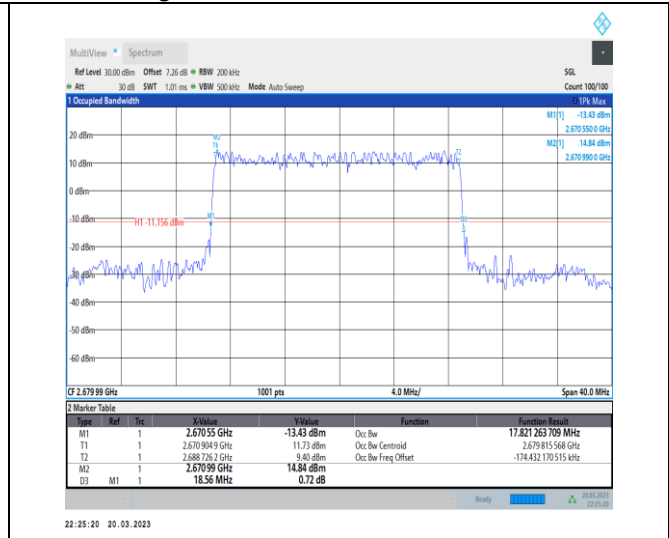 MultiView Spectrum
Ref Level 30.00 dBm Offset 7.26 dB RBW 200 kHz SGL
Att 30 dB SWT 1.01 ms VBW 500 kHz Mode Auto Sweep Count 100/100
1 Occupied Bandwidth 1Pk Max
M1[1] -13.43 dBm
2.670 550 0 GHz
M2[1] 14.84 dBm
2.670 990 0 GHz
20 dBm
M2
T1
T2
10 dBm
0 dBm
-10 dBm
H1 -11.156 dBm
M1
D3
-20 dBm
-30 dBm
-40 dBm
-50 dBm
-60 dBm
CF 2.679 99 GHz 1001 pts 4.0 MHz/ Span 40.0 MHz
2 Marker Table
Type Ref Trc X-Value Y-Value Function Function Result
M1 1 2.670 55 GHz -13.43 dBm Occ Bw 17.821 263 709 MHz
T1 1 2.670 904 9 GHz 11.73 dBm Occ Bw Centroid 2.679 815 568 GHz
T2 1 2.688 726 2 GHz 9.40 dBm Occ Bw Freq Offset -174.432 170 515 kHz
M2 1 2.670 99 GHz 14.84 dBm
D3 M1 1 18.56 MHz 0.72 dB
Ready 20.03.2023
22:25:20
22:25:20 20.03.2023